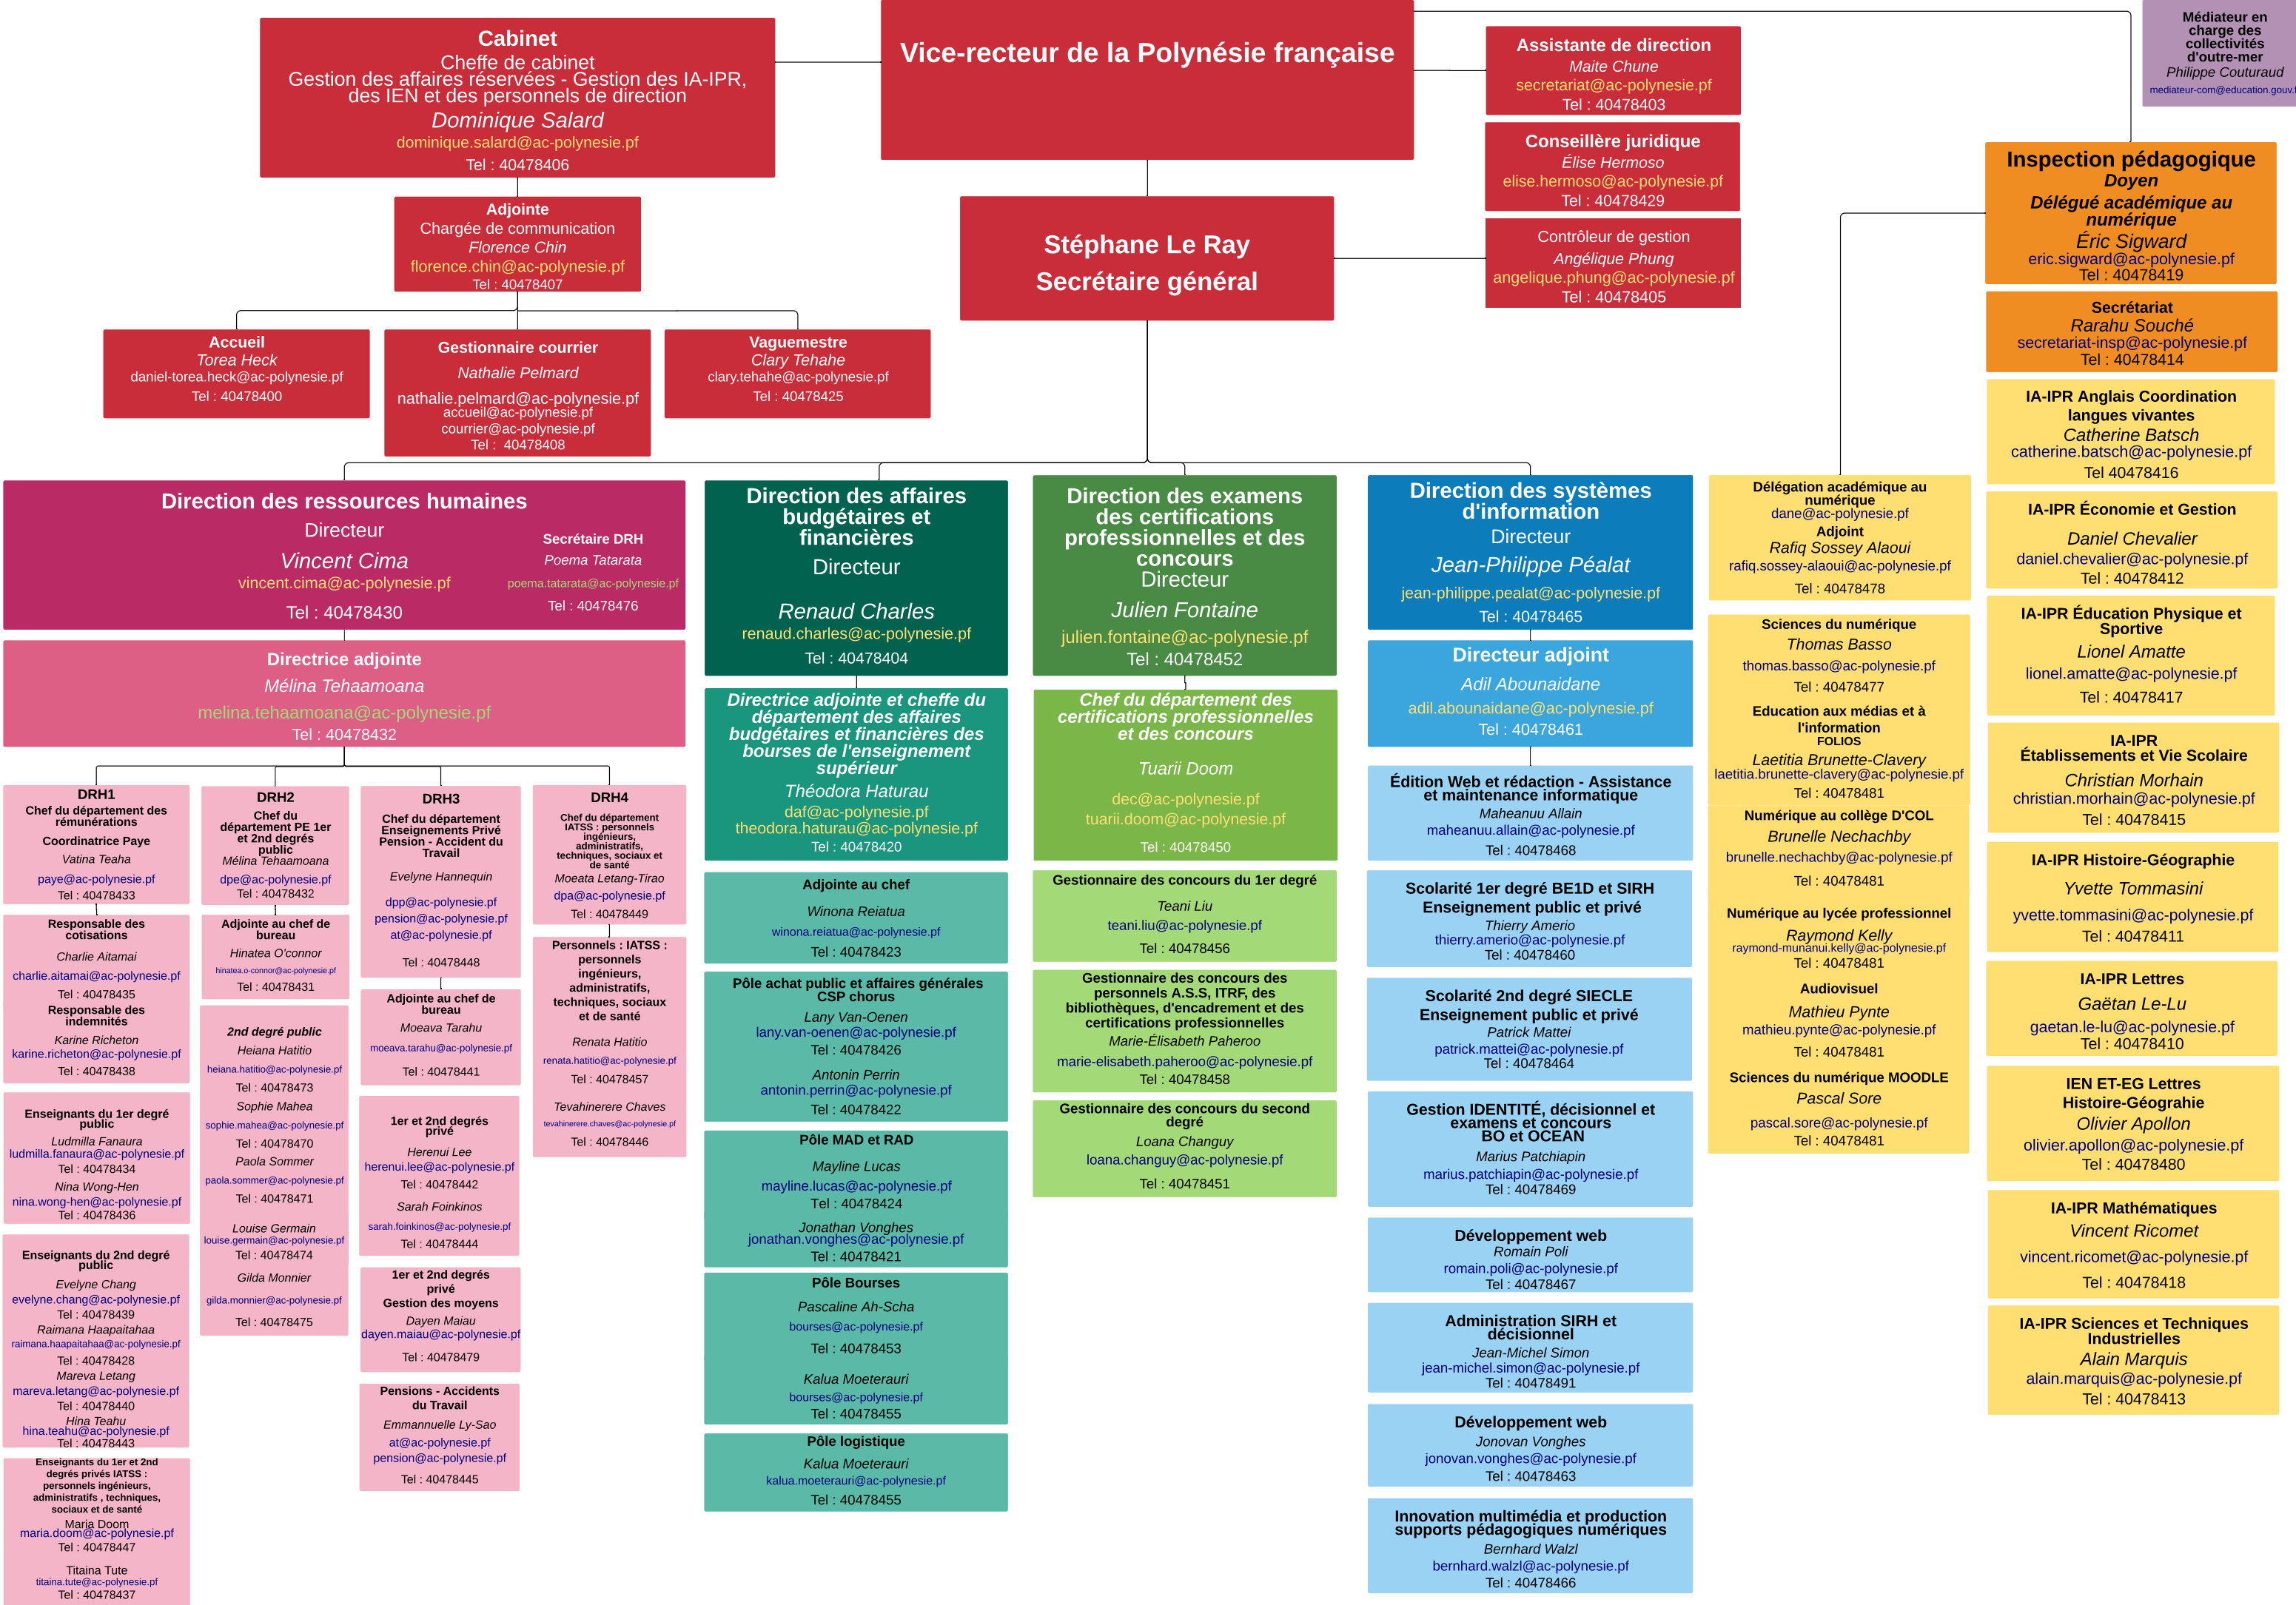 Vice-recteur de la Polynésie française
Cabinet
Cheffe de cabinet
Gestion des affaires réservées - Gestion des IA-IPR,
des IEN et des personnels de direction
Dominique Salard
dominique.salard@ac-polynesie.pf
Tel : 40478406
Adjointe
Chargée de communication
Florence Chin
florence.chin@ac-polynesie.pf
Tel : 40478407
Accueil
Torea Heck
daniel-torea.heck@ac-polynesie.pf
Tel : 40478400
Gestionnaire courrier
Nathalie Pelmard
nathalie.pelmard@ac-polynesie.pf
accueil@ac-polynesie.pf
courrier@ac-polynesie.pf
Tel : 40478408
Vaguemestre
Clary Tehahe
clary.tehahe@ac-polynesie.pf
Tel : 40478425
Stéphane Le Ray
Secrétaire général
Assistante de direction
Maite Chune
secretariat@ac-polynesie.pf
Tel : 40478403
Conseillère juridique
Élise Hermoso
elise.hermoso@ac-polynesie.pf
Tel : 40478429
Contrôleur de gestion
Angélique Phung
angelique.phung@ac-polynesie.pf
Tel : 40478405
Médiateur en
charge des
collectivités
d'outre-mer
Philippe Couturaud
mediateur-com@education.gouv.f
Direction des ressources humaines
Directeur
Vincent Cima
vincent.cima@ac-polynesie.pf
Tel : 40478430
Secrétaire DRH
Poema Tatarata
poema.tatarata@ac-polynesie.pf
Tel : 40478476
Directrice adjointe
Mélina Tehaamoana
melina.tehaamoana@ac-polynesie.pf
Tel : 40478432
DRH1
Chef du département des
rémunérations
Coordinatrice Paye
Vatina Teaha
paye@ac-polynesie.pf
Tel : 40478433
Responsable des
cotisations
Charlie Aitamai
charlie.aitamai@ac-polynesie.pf
Tel : 40478435
Responsable des
indemnités
Karine Richeton
karine.richeton@ac-polynesie.pf
Tel : 40478438
Enseignants du 1er degré
public
Ludmilla Fanaura
ludmilla.fanaura@ac-polynesie.pf
Tel : 40478434
Nina Wong-Hen
nina.wong-hen@ac-polynesie.pf
Tel : 40478436
Enseignants du 2nd degré
public
Evelyne Chang
evelyne.chang@ac-polynesie.pf
Tel : 40478439
Raimana Haapaitahaa
raimana.haapaitahaa@ac-polynesie.pf
Tel : 40478428
Mareva Letang
mareva.letang@ac-polynesie.pf
Tel : 40478440
Hina Teahu
hina.teahu@ac-polynesie.pf
Tel : 40478443
Enseignants du 1er et 2nd
degrés privés IATSS :
personnels ingénieurs,
administratifs , techniques,
sociaux et de santé
Maria Doom
maria.doom@ac-polynesie.pf
Tel : 40478447
Titaina Tute
titaina.tute@ac-polynesie.pf
Tel : 40478437
DRH2
Chef du
département PE 1er
et 2nd degrés
public
Mélina Tehaamoana
dpe@ac-polynesie.pf
Tel : 40478432
Adjointe au chef de
bureau
Hinatea O'connor
hinatea.o-connor@ac-polynesie.pf
Tel : 40478431
2nd degré public
Heiana Hatitio
heiana.hatitio@ac-polynesie.pf
Tel : 40478473
Sophie Mahea
sophie.mahea@ac-polynesie.pf
Tel : 40478470
Paola Sommer
paola.sommer@ac-polynesie.pf
Tel : 40478471
Louise Germain
louise.germain@ac-polynesie.pf
Tel : 40478474
Gilda Monnier
gilda.monnier@ac-polynesie.pf
Tel : 40478475
DRH3
Chef du département
Enseignements Privé
Pension - Accident du
Travail
Evelyne Hannequin
dpp@ac-polynesie.pf
pension@ac-polynesie.pf
at@ac-polynesie.pf
Tel : 40478448
Adjointe au chef de
bureau
Moeava Tarahu
moeava.tarahu@ac-polynesie.pf
Tel : 40478441
1er et 2nd degrés
privé
Herenui Lee
herenui.lee@ac-polynesie.pf
Tel : 40478442
Sarah Foinkinos
sarah.foinkinos@ac-polynesie.pf
Tel : 40478444
1er et 2nd degrés
privé
Gestion des moyens
Dayen Maiau
dayen.maiau@ac-polynesie.pf
Tel : 40478479
Pensions - Accidents
du Travail
Emmannuelle Ly-Sao
at@ac-polynesie.pf
pension@ac-polynesie.pf
Tel : 40478445
DRH4
Chef du département
IATSS : personnels
ingénieurs,
administratifs,
techniques, sociaux et
de santé
Moeata Letang-Tirao
dpa@ac-polynesie.pf
Tel : 40478449
Personnels : IATSS :
personnels
ingénieurs,
administratifs,
techniques, sociaux
et de santé
Renata Hatitio
renata.hatitio@ac-polynesie.pf
Tel : 40478457
Tevahinerere Chaves
tevahinerere.chaves@ac-polynesie.pf
Tel : 40478446
Direction des affaires
budgétaires et
financières
Directeur
Renaud Charles
renaud.charles@ac-polynesie.pf
Tel : 40478404
Directrice adjointe et cheffe du
département des affaires
budgétaires et financières des
bourses de l'enseignement
supérieur
Théodora Haturau
daf@ac-polynesie.pf
theodora.haturau@ac-polynesie.pf
Tel : 40478420
Adjointe au chef
Winona Reiatua
winona.reiatua@ac-polynesie.pf
Tel : 40478423
Pôle achat public et affaires générales
CSP chorus
Lany Van-Oenen
lany.van-oenen@ac-polynesie.pf
Tel : 40478426
Antonin Perrin
antonin.perrin@ac-polynesie.pf
Tel : 40478422
Pôle MAD et RAD
Mayline Lucas
mayline.lucas@ac-polynesie.pf
Tel : 40478424
Jonathan Vonghes
jonathan.vonghes@ac-polynesie.pf
Tel : 40478421
Pôle Bourses
Pascaline Ah-Scha
bourses@ac-polynesie.pf
Tel : 40478453
Kalua Moeterauri
bourses@ac-polynesie.pf
Tel : 40478455
Pôle logistique
Kalua Moeterauri
kalua.moeterauri@ac-polynesie.pf
Tel : 40478455
Direction des examens
des certifications
professionnelles et des
concours
Directeur
Julien Fontaine
julien.fontaine@ac-polynesie.pf
Tel : 40478452
Chef du département des
certifications professionnelles
et des concours
Tuarii Doom
dec@ac-polynesie.pf
tuarii.doom@ac-polynesie.pf
Tel : 40478450
Gestionnaire des concours du 1er degré
Teani Liu
teani.liu@ac-polynesie.pf
Tel : 40478456
Gestionnaire des concours des
personnels A.S.S, ITRF, des
bibliothèques, d'encadrement et des
certifications professionnelles
Marie-Élisabeth Paheroo
marie-elisabeth.paheroo@ac-polynesie.pf
Tel : 40478458
Gestionnaire des concours du second
degré
Loana Changuy
loana.changuy@ac-polynesie.pf
Tel : 40478451
Direction des systèmes
d'information
Directeur
Jean-Philippe Péalat
jean-philippe.pealat@ac-polynesie.pf
Tel : 40478465
Directeur adjoint
Adil Abounaidane
adil.abounaidane@ac-polynesie.pf
Tel : 40478461
Édition Web et rédaction - Assistance
et maintenance informatique
Maheanuu Allain
maheanuu.allain@ac-polynesie.pf
Tel : 40478468
Scolarité 1er degré BE1D et SIRH
Enseignement public et privé
Thierry Amerio
thierry.amerio@ac-polynesie.pf
Tel : 40478460
Scolarité 2nd degré SIECLE
Enseignement public et privé
Patrick Mattei
patrick.mattei@ac-polynesie.pf
Tel : 40478464
Gestion IDENTITÉ, décisionnel et
examens et concours
BO et OCEAN
Marius Patchiapin
marius.patchiapin@ac-polynesie.pf
Tel : 40478469
Développement web
Romain Poli
romain.poli@ac-polynesie.pf
Tel : 40478467
Administration SIRH et
décisionnel
Jean-Michel Simon
jean-michel.simon@ac-polynesie.pf
Tel : 40478491
Développement web
Jonovan Vonghes
jonovan.vonghes@ac-polynesie.pf
Tel : 40478463
Innovation multimédia et production
supports pédagogiques numériques
Bernhard Walzl
bernhard.walzl@ac-polynesie.pf
Tel : 40478466
Délégation académique au
numérique
dane@ac-polynesie.pf
Adjoint
Rafiq Sossey Alaoui
rafiq.sossey-alaoui@ac-polynesie.pf
Tel : 40478478
Sciences du numérique
Thomas Basso
thomas.basso@ac-polynesie.pf
Tel : 40478477
Education aux médias et à
l'information
FOLIOS
Laetitia Brunette-Clavery
laetitia.brunette-clavery@ac-polynesie.pf
Tel : 40478481
Numérique au collège D'COL
Brunelle Nechachby
brunelle.nechachby@ac-polynesie.pf
Tel : 40478481
Numérique au lycée professionnel
Raymond Kelly
raymond-munanui.kelly@ac-polynesie.pf
Tel : 40478481
Audiovisuel
Mathieu Pynte
mathieu.pynte@ac-polynesie.pf
Tel : 40478481
Sciences du numérique MOODLE
Pascal Sore
pascal.sore@ac-polynesie.pf
Tel : 40478481
Inspection pédagogique
Doyen
Délégué académique au
numérique
Éric Sigward
eric.sigward@ac-polynesie.pf
Tel : 40478419
Secrétariat
Rarahu Souché
secretariat-insp@ac-polynesie.pf
Tel : 40478414
IA-IPR Anglais Coordination
langues vivantes
Catherine Batsch
catherine.batsch@ac-polynesie.pf
Tel 40478416
IA-IPR Économie et Gestion
Daniel Chevalier
daniel.chevalier@ac-polynesie.pf
Tel : 40478412
IA-IPR Éducation Physique et
Sportive
Lionel Amatte
lionel.amatte@ac-polynesie.pf
Tel : 40478417
IA-IPR
Établissements et Vie Scolaire
Christian Morhain
christian.morhain@ac-polynesie.pf
Tel : 40478415
IA-IPR Histoire-Géographie
Yvette Tommasini
yvette.tommasini@ac-polynesie.pf
Tel : 40478411
IA-IPR Lettres
Gaëtan Le-Lu
gaetan.le-lu@ac-polynesie.pf
Tel : 40478410
IEN ET-EG Lettres
Histoire-Géograhie
Olivier Apollon
olivier.apollon@ac-polynesie.pf
Tel : 40478480
IA-IPR Mathématiques
Vincent Ricomet
vincent.ricomet@ac-polynesie.pf
Tel : 40478418
IA-IPR Sciences et Techniques
Industrielles
Alain Marquis
alain.marquis@ac-polynesie.pf
Tel : 40478413